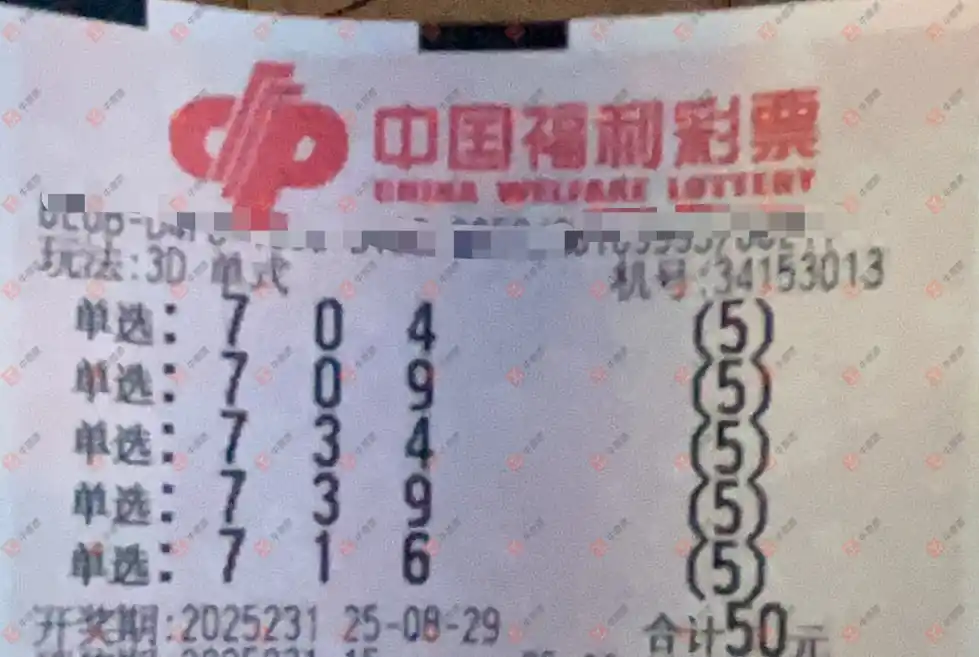 中国福利彩票
CHINA WELFARE LOTTERY
玩法:3D 单式 机号:34153013
单选: 7 0 4 (5)
单选: 7 0 9 (5)
单选: 7 3 4 (5)
单选: 7 3 9 (5)
单选: 7 1 6 (5)
开奖期:2025231 25-08-29 合计50元